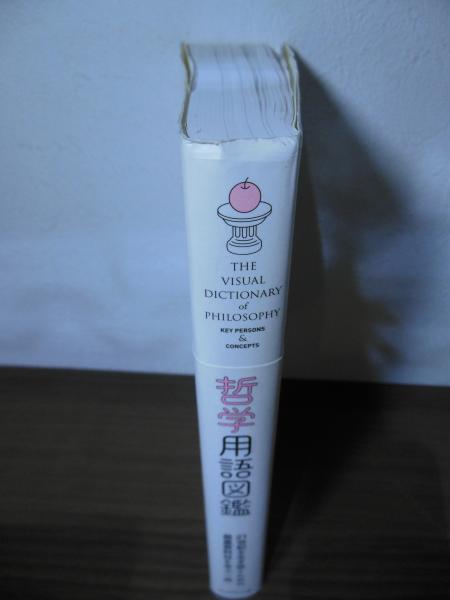 THE
VISUAL
DICTIONARY
of
PHILOSOPHY
KEY PERSONS
&
CONCEPTS
哲学用語図鑑